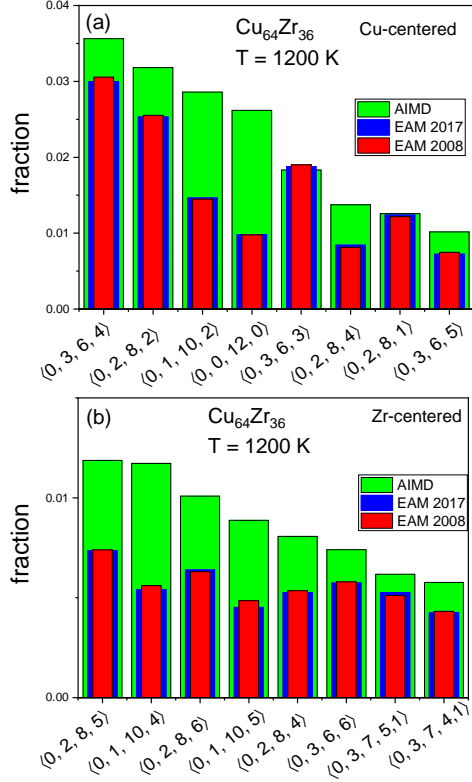 (a)
Cu64Zr36
Cu-centered
T = 1200 K
AIMD
EAM 2017
EAM 2008
fraction
0.04
0.03
0.02
0.01
0.00
⟨0, 3, 6, 4⟩
⟨0, 2, 8, 2⟩
⟨0, 1, 10, 2⟩
⟨0, 0, 12, 0⟩
⟨0, 3, 6, 3⟩
⟨0, 2, 8, 4⟩
⟨0, 2, 8, 1⟩
⟨0, 3, 6, 5⟩
(b)
Cu64Zr36
Zr-centered
T = 1200 K
AIMD
EAM 2017
EAM 2008
fraction
0.01
0.00
⟨0, 2, 8, 5⟩
⟨0, 1, 10, 4⟩
⟨0, 2, 8, 6⟩
⟨0, 1, 10, 5⟩
⟨0, 2, 8, 4⟩
⟨0, 3, 6, 6⟩
⟨0, 3, 7, 5,1⟩
⟨0, 3, 7, 4,1⟩